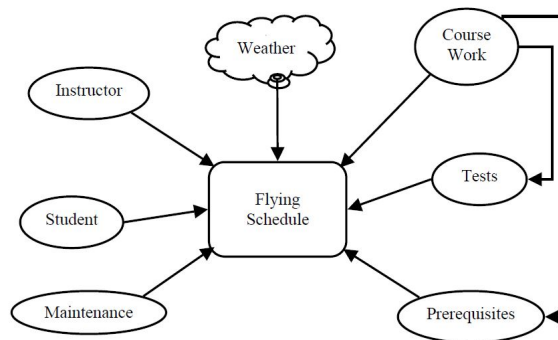 Weather
Course
Work
Instructor
Flying
Schedule
Tests
Student
Maintenance
Prerequisites